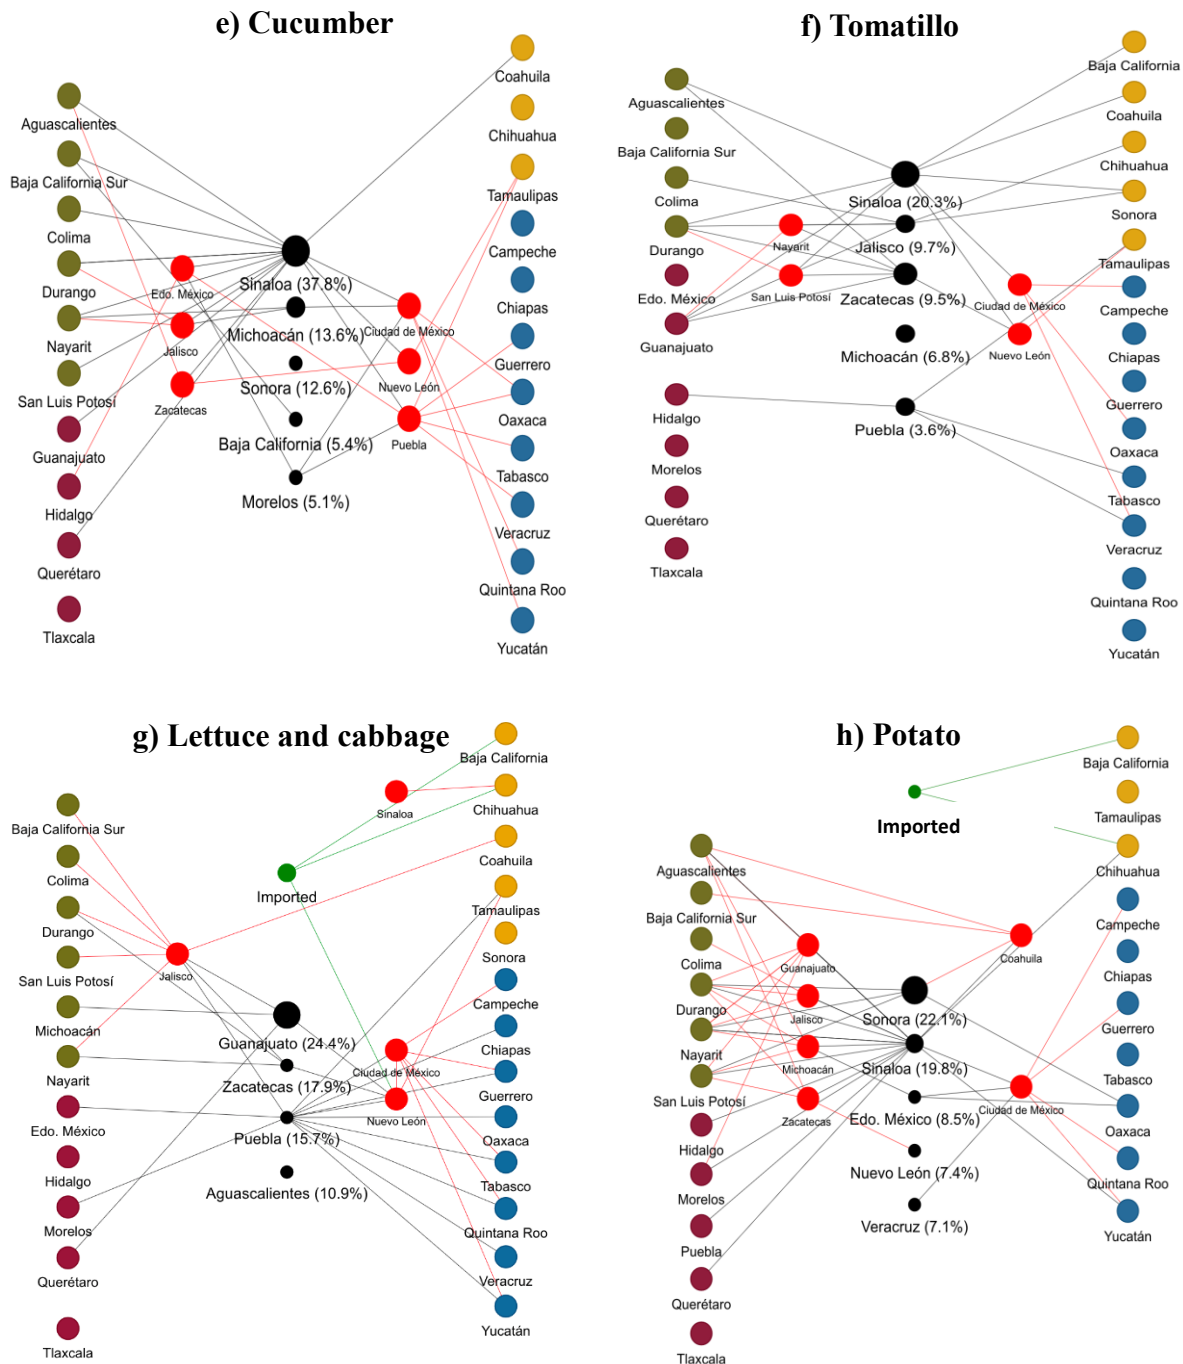 e) Cucumber
Aguascalientes
Baja California Sur
Colima
Durango
Nayarit
San Luis Potosí
Guanajuato
Hidalgo
Querétaro
Tlaxcala
Edo. México
Jalisco
Zacatecas
Sinaloa (37.8%)
Michoacán (13.6%)
Sonora (12.6%)
Baja California (5.4%)
Morelos (5.1%)
Ciudad de México
Nuevo León
Puebla
Coahuila
Chihuahua
Tamaulipas
Campeche
Chiapas
Guerrero
Oaxaca
Tabasco
Veracruz
Quintana Roo
Yucatán
f) Tomatillo
Aguascalientes
Baja California Sur
Colima
Durango
Edo. México
Guanajuato
Hidalgo
Morelos
Querétaro
Tlaxcala
Nayarit
San Luis Potosí
Sinaloa (20.3%)
Jalisco (9.7%)
Zacatecas (9.5%)
Michoacán (6.8%)
Puebla (3.6%)
Ciudad de México
Nuevo León
Baja California
Coahuila
Chihuahua
Sonora
Tamaulipas
Campeche
Chiapas
Guerrero
Oaxaca
Tabasco
Veracruz
Quintana Roo
Yucatán
g) Lettuce and cabbage
Baja California Sur
Colima
Durango
San Luis Potosí
Michoacán
Nayarit
Edo. México
Hidalgo
Morelos
Querétaro
Tlaxcala
Jalisco
Imported
Guanajuato (24.4%)
Zacatecas (17.9%)
Puebla (15.7%)
Aguascalientes (10.9%)
Sinaloa
Ciudad de México
Nuevo León
Baja California
Chihuahua
Coahuila
Tamaulipas
Sonora
Campeche
Chiapas
Guerrero
Oaxaca
Tabasco
Quintana Roo
Veracruz
Yucatán
h) Potato
Aguascalientes
Baja California Sur
Colima
Durango
Nayarit
San Luis Potosí
Hidalgo
Morelos
Puebla
Querétaro
Tlaxcala
Guanajuato
Jalisco
Michoacán
Zacatecas
Imported
Sonora (22.1%)
Sinaloa (19.8%)
Edo. México (8.5%)
Nuevo León (7.4%)
Veracruz (7.1%)
Coahuila
Ciudad de México
Baja California
Tamaulipas
Chihuahua
Campeche
Chiapas
Guerrero
Tabasco
Oaxaca
Quintana Roo
Yucatán